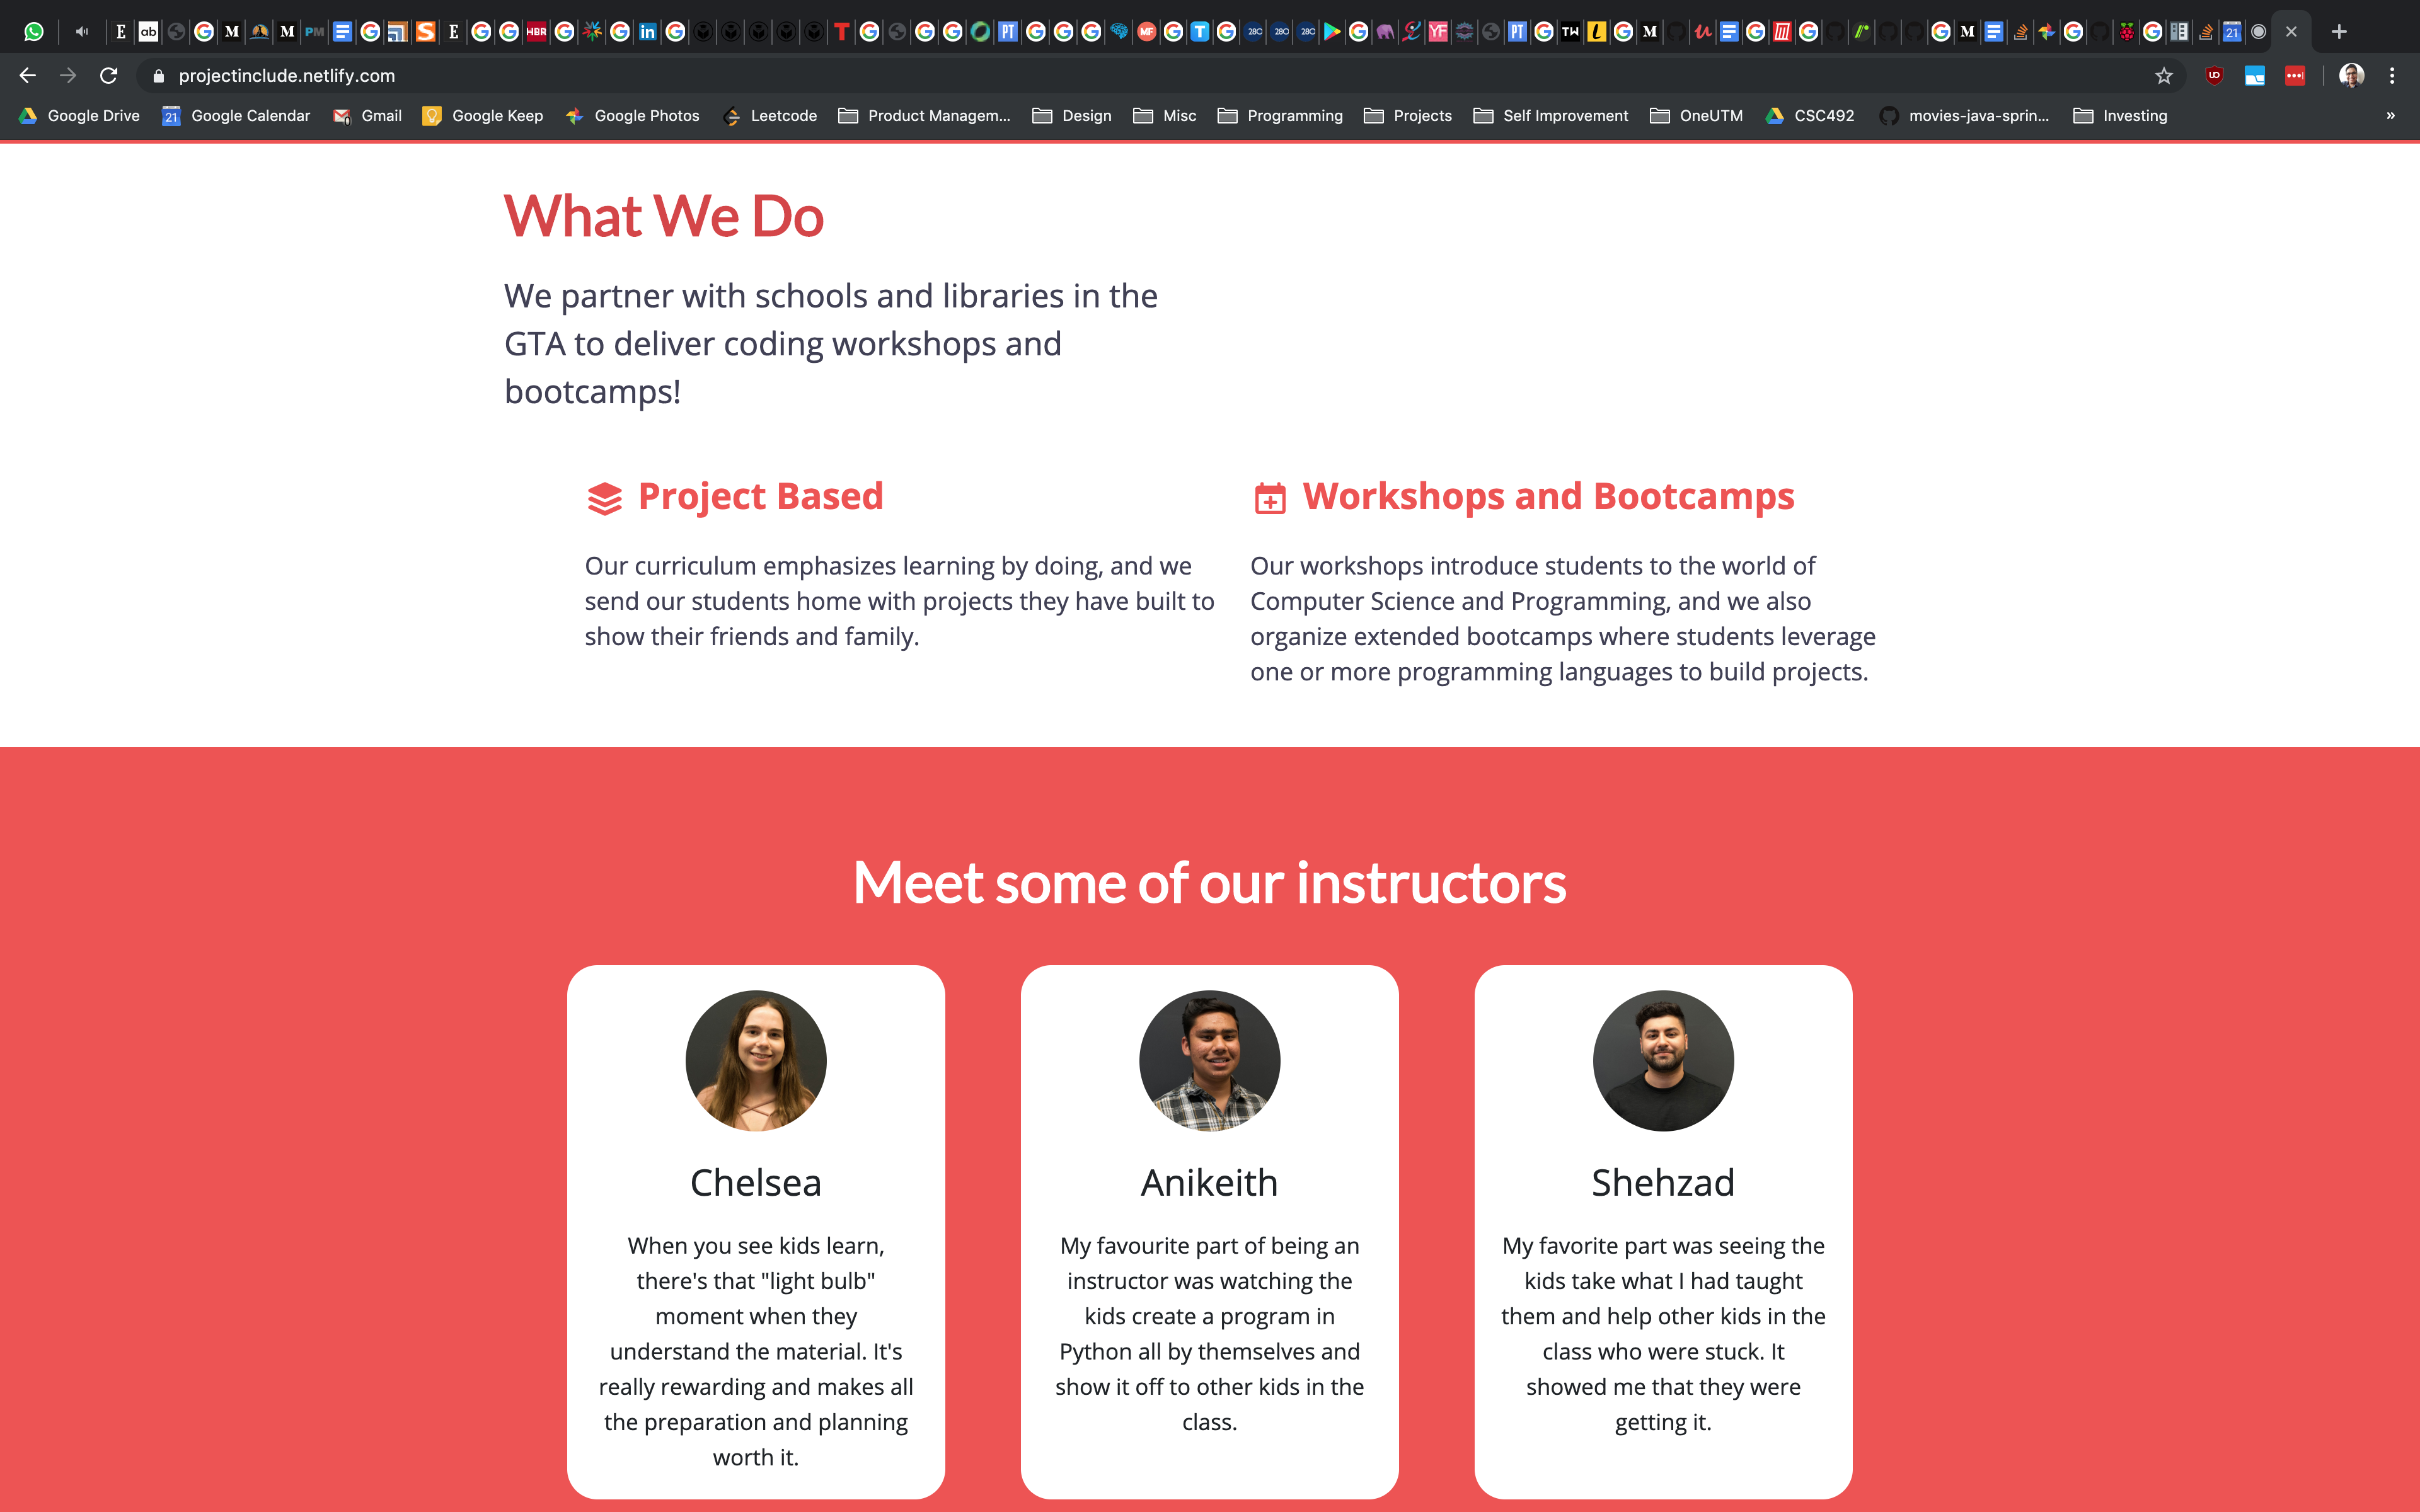 projectinclude.netlify.com
Google Drive
Google Calendar
Gmail
Google Keep
Google Photos
Leetcode
Product Managem...
Design
Misc
Programming
Projects
Self Improvement
OneUTM
CSC492
movies-java-sprin...
Investing
»
What We Do
We partner with schools and libraries in the
GTA to deliver coding workshops and
bootcamps!
Project Based
Our curriculum emphasizes learning by doing, and we
send our students home with projects they have built to
show their friends and family.
Workshops and Bootcamps
Our workshops introduce students to the world of
Computer Science and Programming, and we also
organize extended bootcamps where students leverage
one or more programming languages to build projects.
Meet some of our instructors
Chelsea
When you see kids learn,
there's that "light bulb"
moment when they
understand the material. It's
really rewarding and makes all
the preparation and planning
worth it.
Anikeith
My favourite part of being an
instructor was watching the
kids create a program in
Python all by themselves and
show it off to other kids in the
class.
Shehzad
My favorite part was seeing the
kids take what I had taught
them and help other kids in the
class who were stuck. It
showed me that they were
getting it.